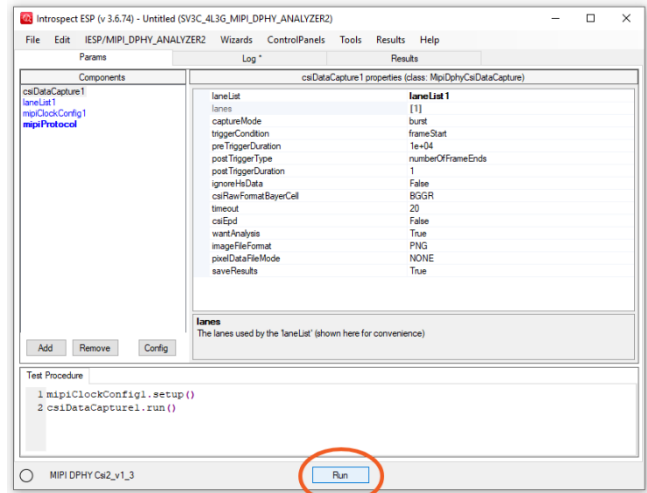 Introspect ESP (v 3.6.74) - Untitled (SV3C_4L3G_MIPI_DPHY_ANALYZER2)
File Edit IESP/MIPI_DPHY_ANALYZER2 Wizards ControlPanels Tools Results Help
Params Log * Results
Components
csiDataCapture1
laneList1
mipiClockConfig1
mipiProtocol
Add Remove Config
csiDataCapture1 properties (class: MipiDphyCsiDataCapture)
laneList laneList1
lanes [1]
captureMode burst
triggerCondition frameStart
preTriggerDuration 1e+04
postTriggerType numberOfFrameEnds
postTriggerDuration 1
ignoreHsData False
csiRawFormatBayerCell BGGR
timeout 20
csiEpd False
wantAnalysis True
imageFileFormat PNG
pixelDataFileMode NONE
saveResults True
lanes
The lanes used by the 'laneList' (shown here for convenience)
Test Procedure
1 mipiClockConfig1.setup()
2 csiDataCapture1.run()
MIPI DPHY Csi2_v1_3
Run